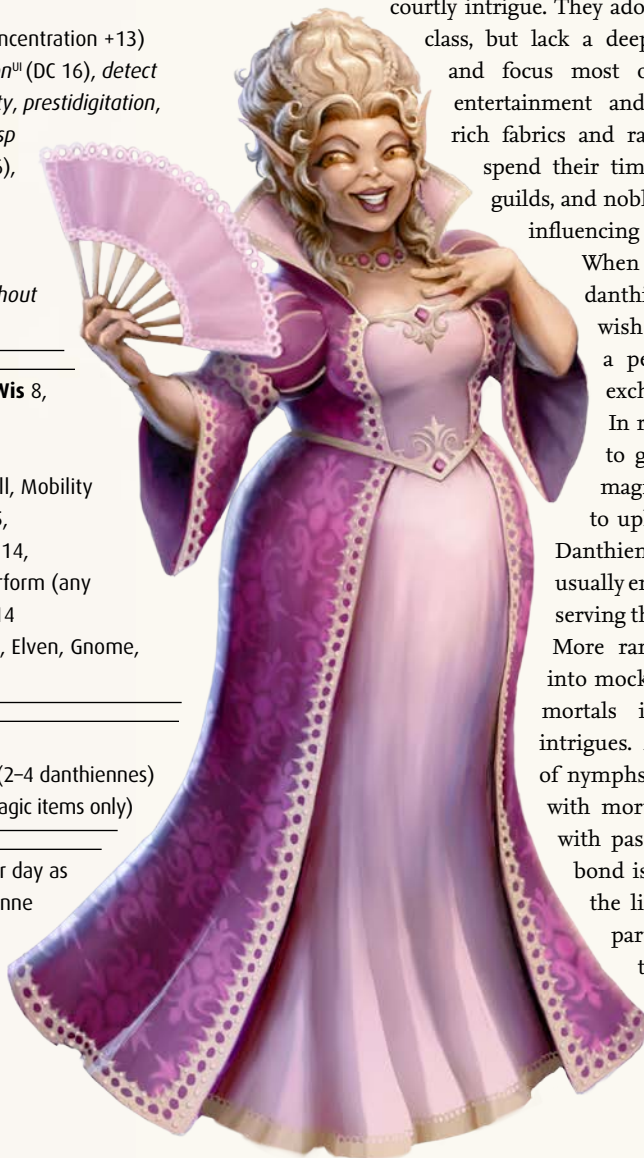 ncentration +13)
on^UI (DC 16), detect
ty, prestidigitation,
sp
6),
hout
Wis 8,
ll, Mobility
5,
14,
rform (any
14
, Elven, Gnome,
(2–4 danthiennes)
agic items only)
r day as
nne
courtly intrigue. They ado
class, but lack a deep
and focus most o
entertainment and
rich fabrics and ra
spend their tim
guilds, and nobl
influencing
When
danthi
wish
a pe
exch
In r
to g
magi
to up
Danthien
usually en
serving th
More rar
into mock
mortals i
intrigues.
of nymphs
with mor
with pas
bond is
the li
par
t